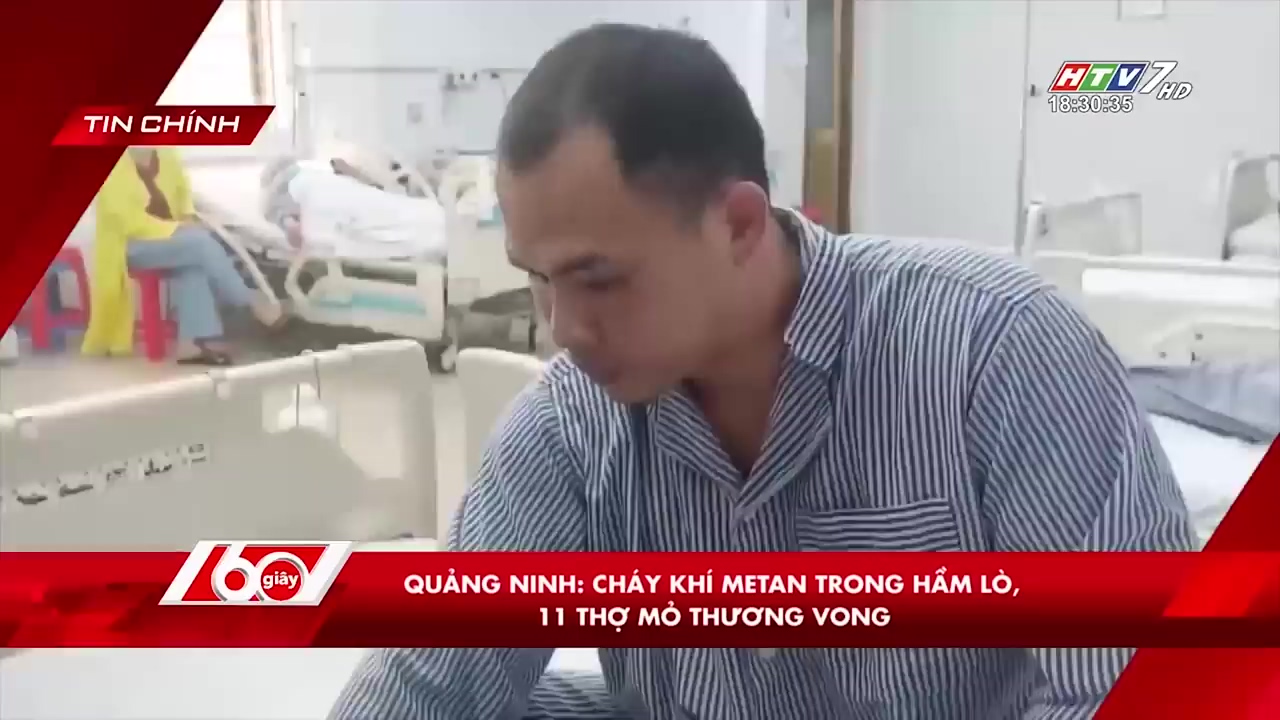 HTV7 HD
18:30:35
TIN CHÍNH
60 giây
QUẢNG NINH: CHÁY KHÍ METAN TRONG HẦM LÒ,
11 THỢ MỎ THƯƠNG VONG